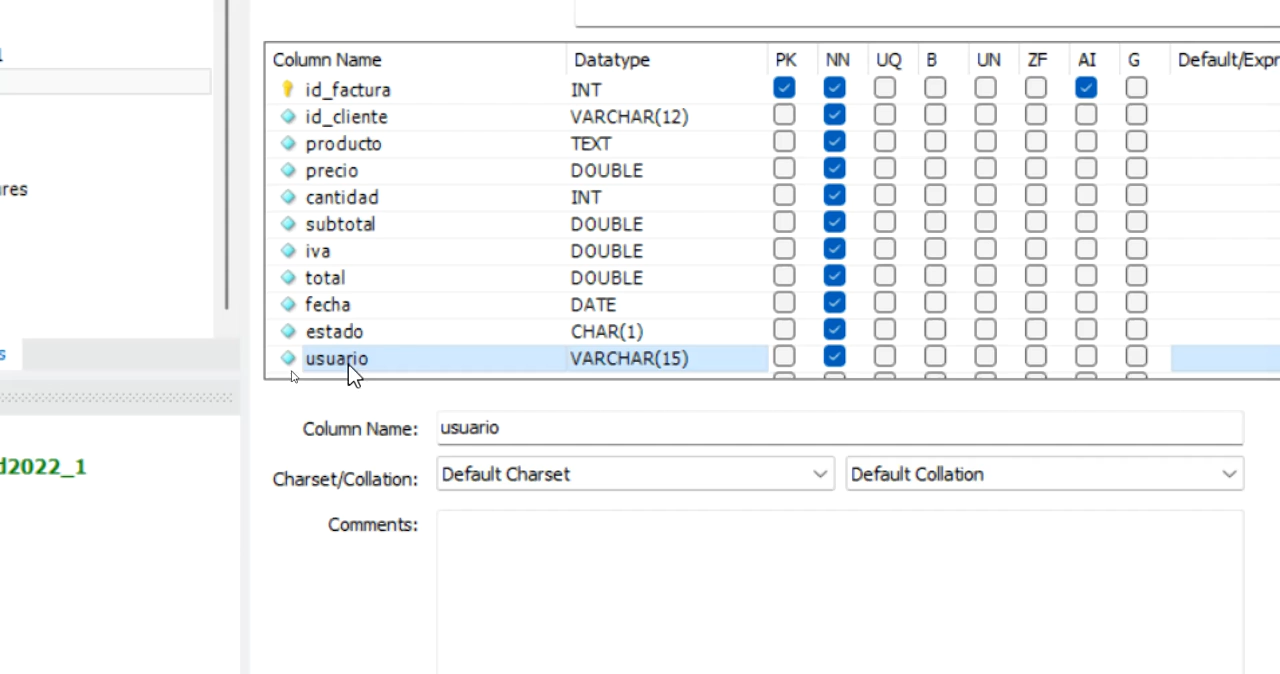 Column Name Datatype PK NN UQ B UN ZF AI G Default/Expr
id_factura INT
id_cliente VARCHAR(12)
producto TEXT
precio DOUBLE
cantidad INT
subtotal DOUBLE
iva DOUBLE
total DOUBLE
fecha DATE
estado CHAR(1)
usuario VARCHAR(15)
Column Name: usuario
Charset/Collation: Default Charset Default Collation
Comments:
res
s
d2022_1